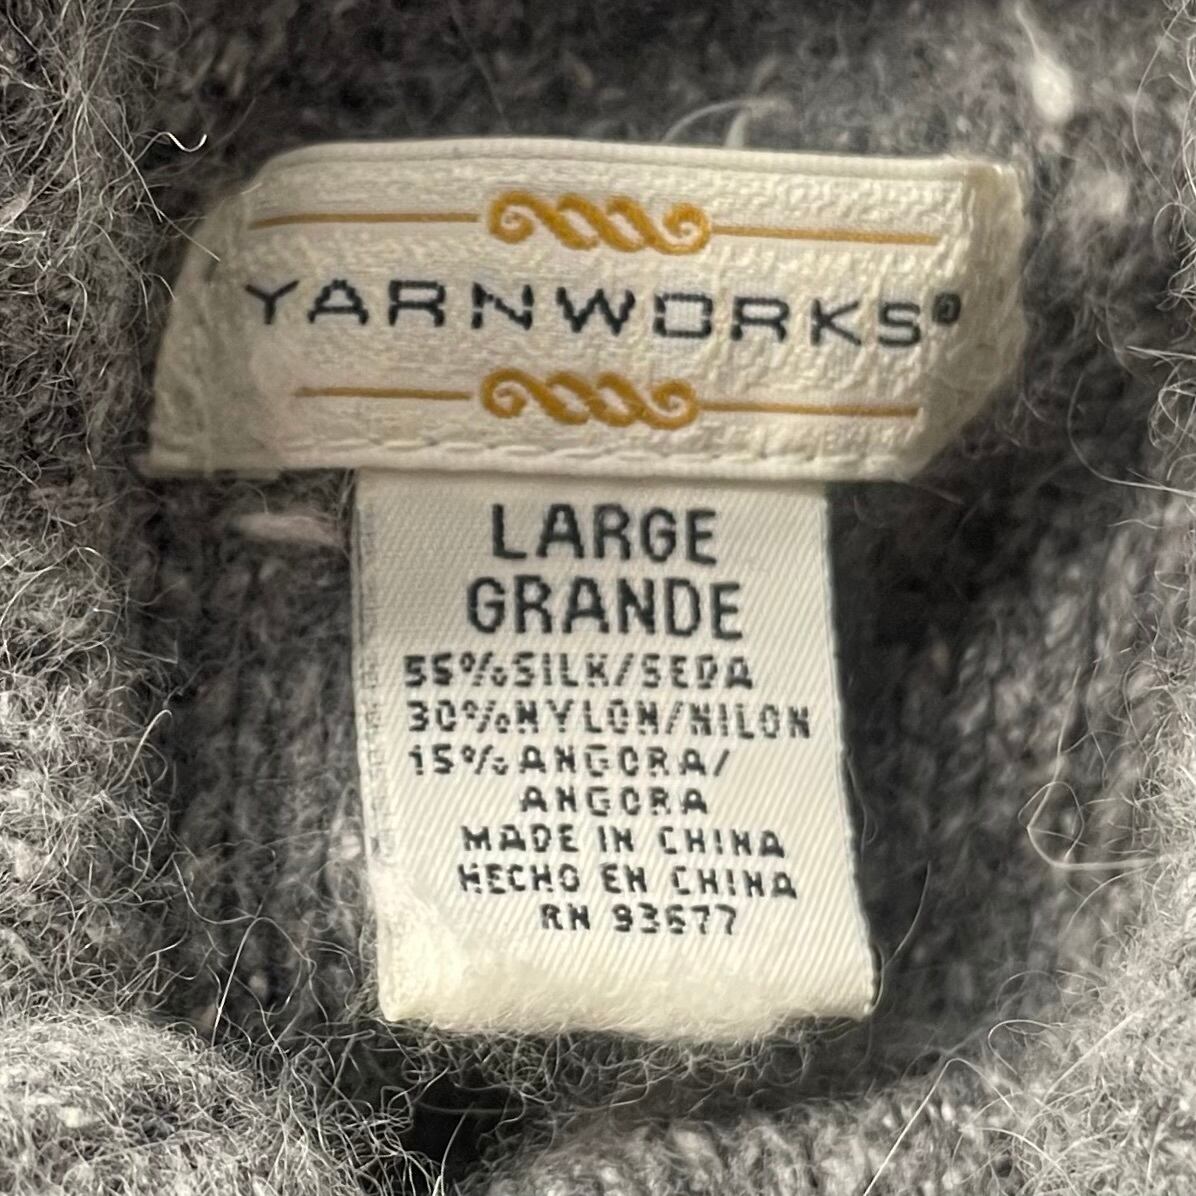 YARNWORKS®
LARGE
GRANDE
55%SILK/SEDA
30%NYLON/NILON
15%ANGORA/
ANGORA
MADE IN CHINA
HECHO EN CHINA
RN 93677